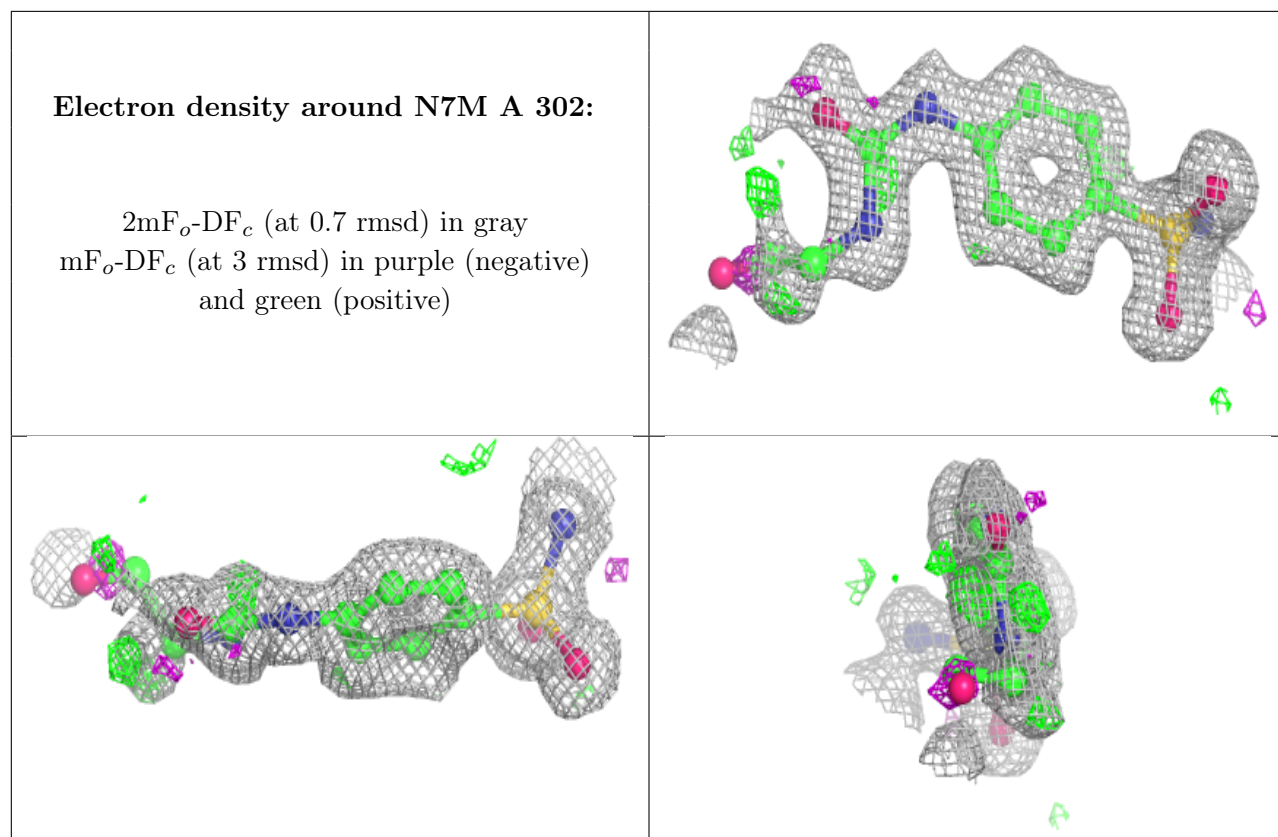 Electron density around N7M A 302:
2mFₒ-DF𝒸 (at 0.7 rmsd) in gray
mFₒ-DF𝒸 (at 3 rmsd) in purple (negative)
and green (positive)